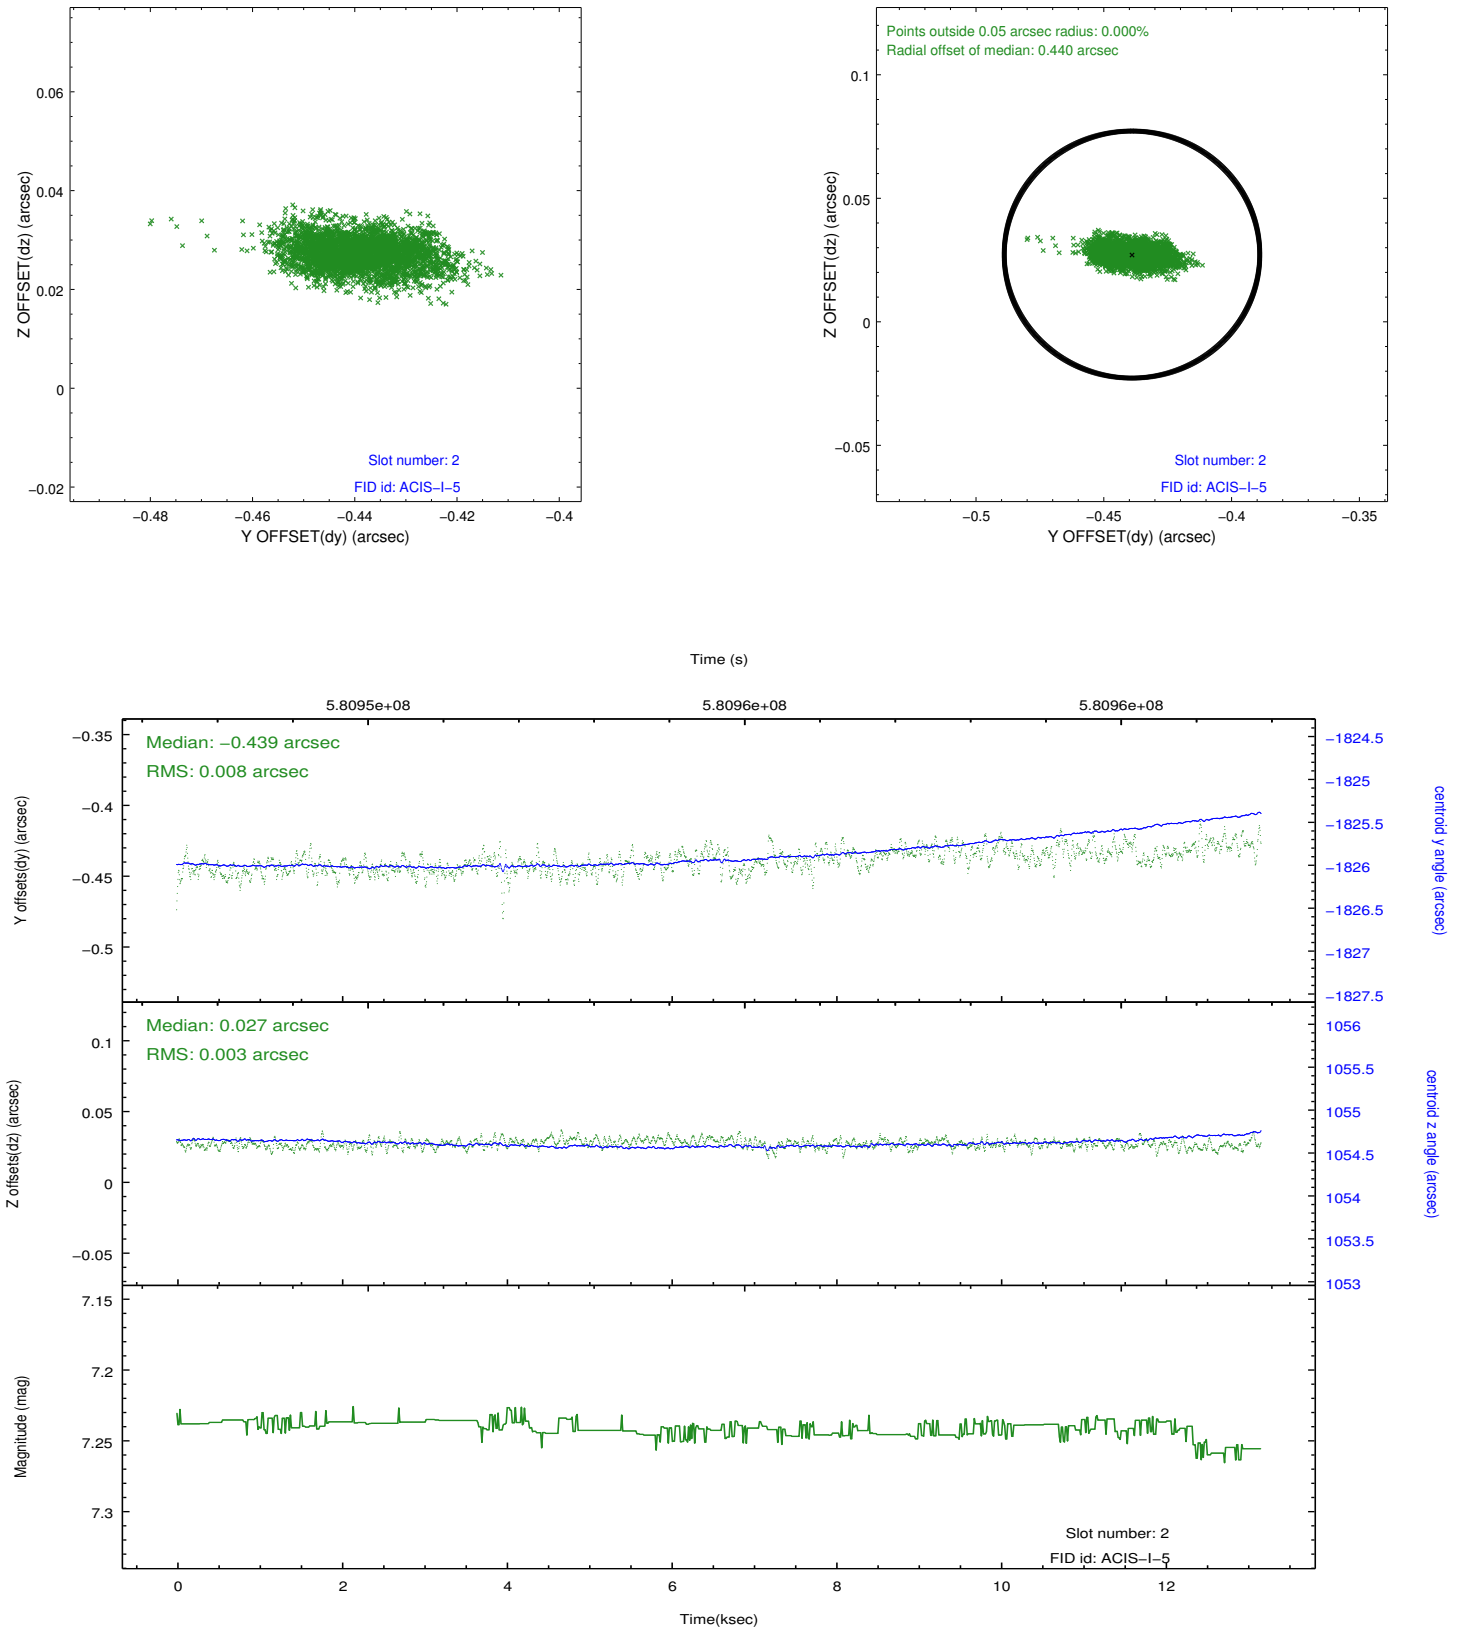 0.06
0.04
0.02
0
−0.02
Z OFFSET(dz) (arcsec)
Slot number: 2
FID id: ACIS−I−5
−0.48
−0.46
−0.44
−0.42
−0.4
Y OFFSET(dy) (arcsec)
Points outside 0.05 arcsec radius: 0.000%
Radial offset of median: 0.440 arcsec
0.1
0.05
0
−0.05
Z OFFSET(dz) (arcsec)
Slot number: 2
FID id: ACIS−I−5
−0.5
−0.45
−0.4
−0.35
Y OFFSET(dy) (arcsec)
Time (s)
5.8095e+08
5.8096e+08
5.8096e+08
Median: −0.439 arcsec
RMS: 0.008 arcsec
−0.35
−0.4
−0.45
−0.5
Y offsets(dy) (arcsec)
−1824.5
−1825
−1825.5
−1826
−1826.5
−1827
−1827.5
centroid y angle (arcsec)
Median: 0.027 arcsec
RMS: 0.003 arcsec
0.1
0.05
0
−0.05
Z offsets(dz) (arcsec)
1056
1055.5
1055
1054.5
1054
1053.5
1053
centroid z angle (arcsec)
7.15
7.2
7.25
7.3
Magnitude (mag)
Slot number: 2
FID id: ACIS−I−5
0
2
4
6
8
10
12
Time(ksec)